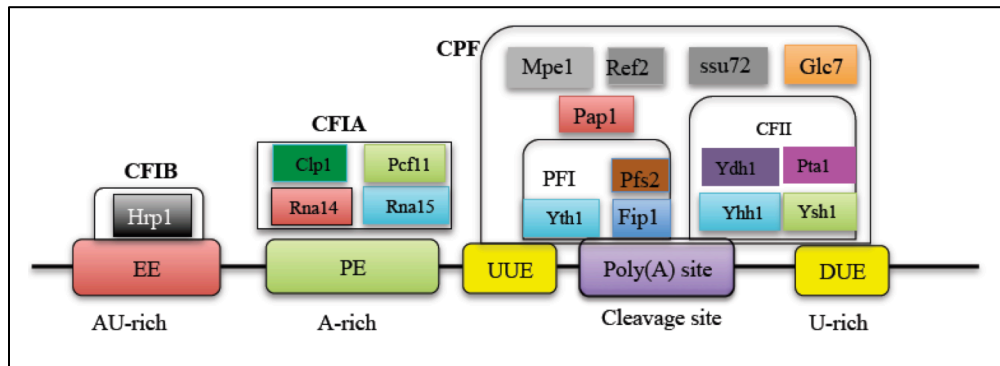 CPF
Mpe1 Ref2 ssu72 Glc7
Pap1
CFIA
CFII
Clp1 Pcf11
Ydh1 Pta1
CFIB
PFI Pfs2
Hrp1
Rna14 Rna15
Yth1 Fip1
Yhh1 Ysh1
EE PE UUE Poly(A) site DUE
AU-rich A-rich Cleavage site U-rich